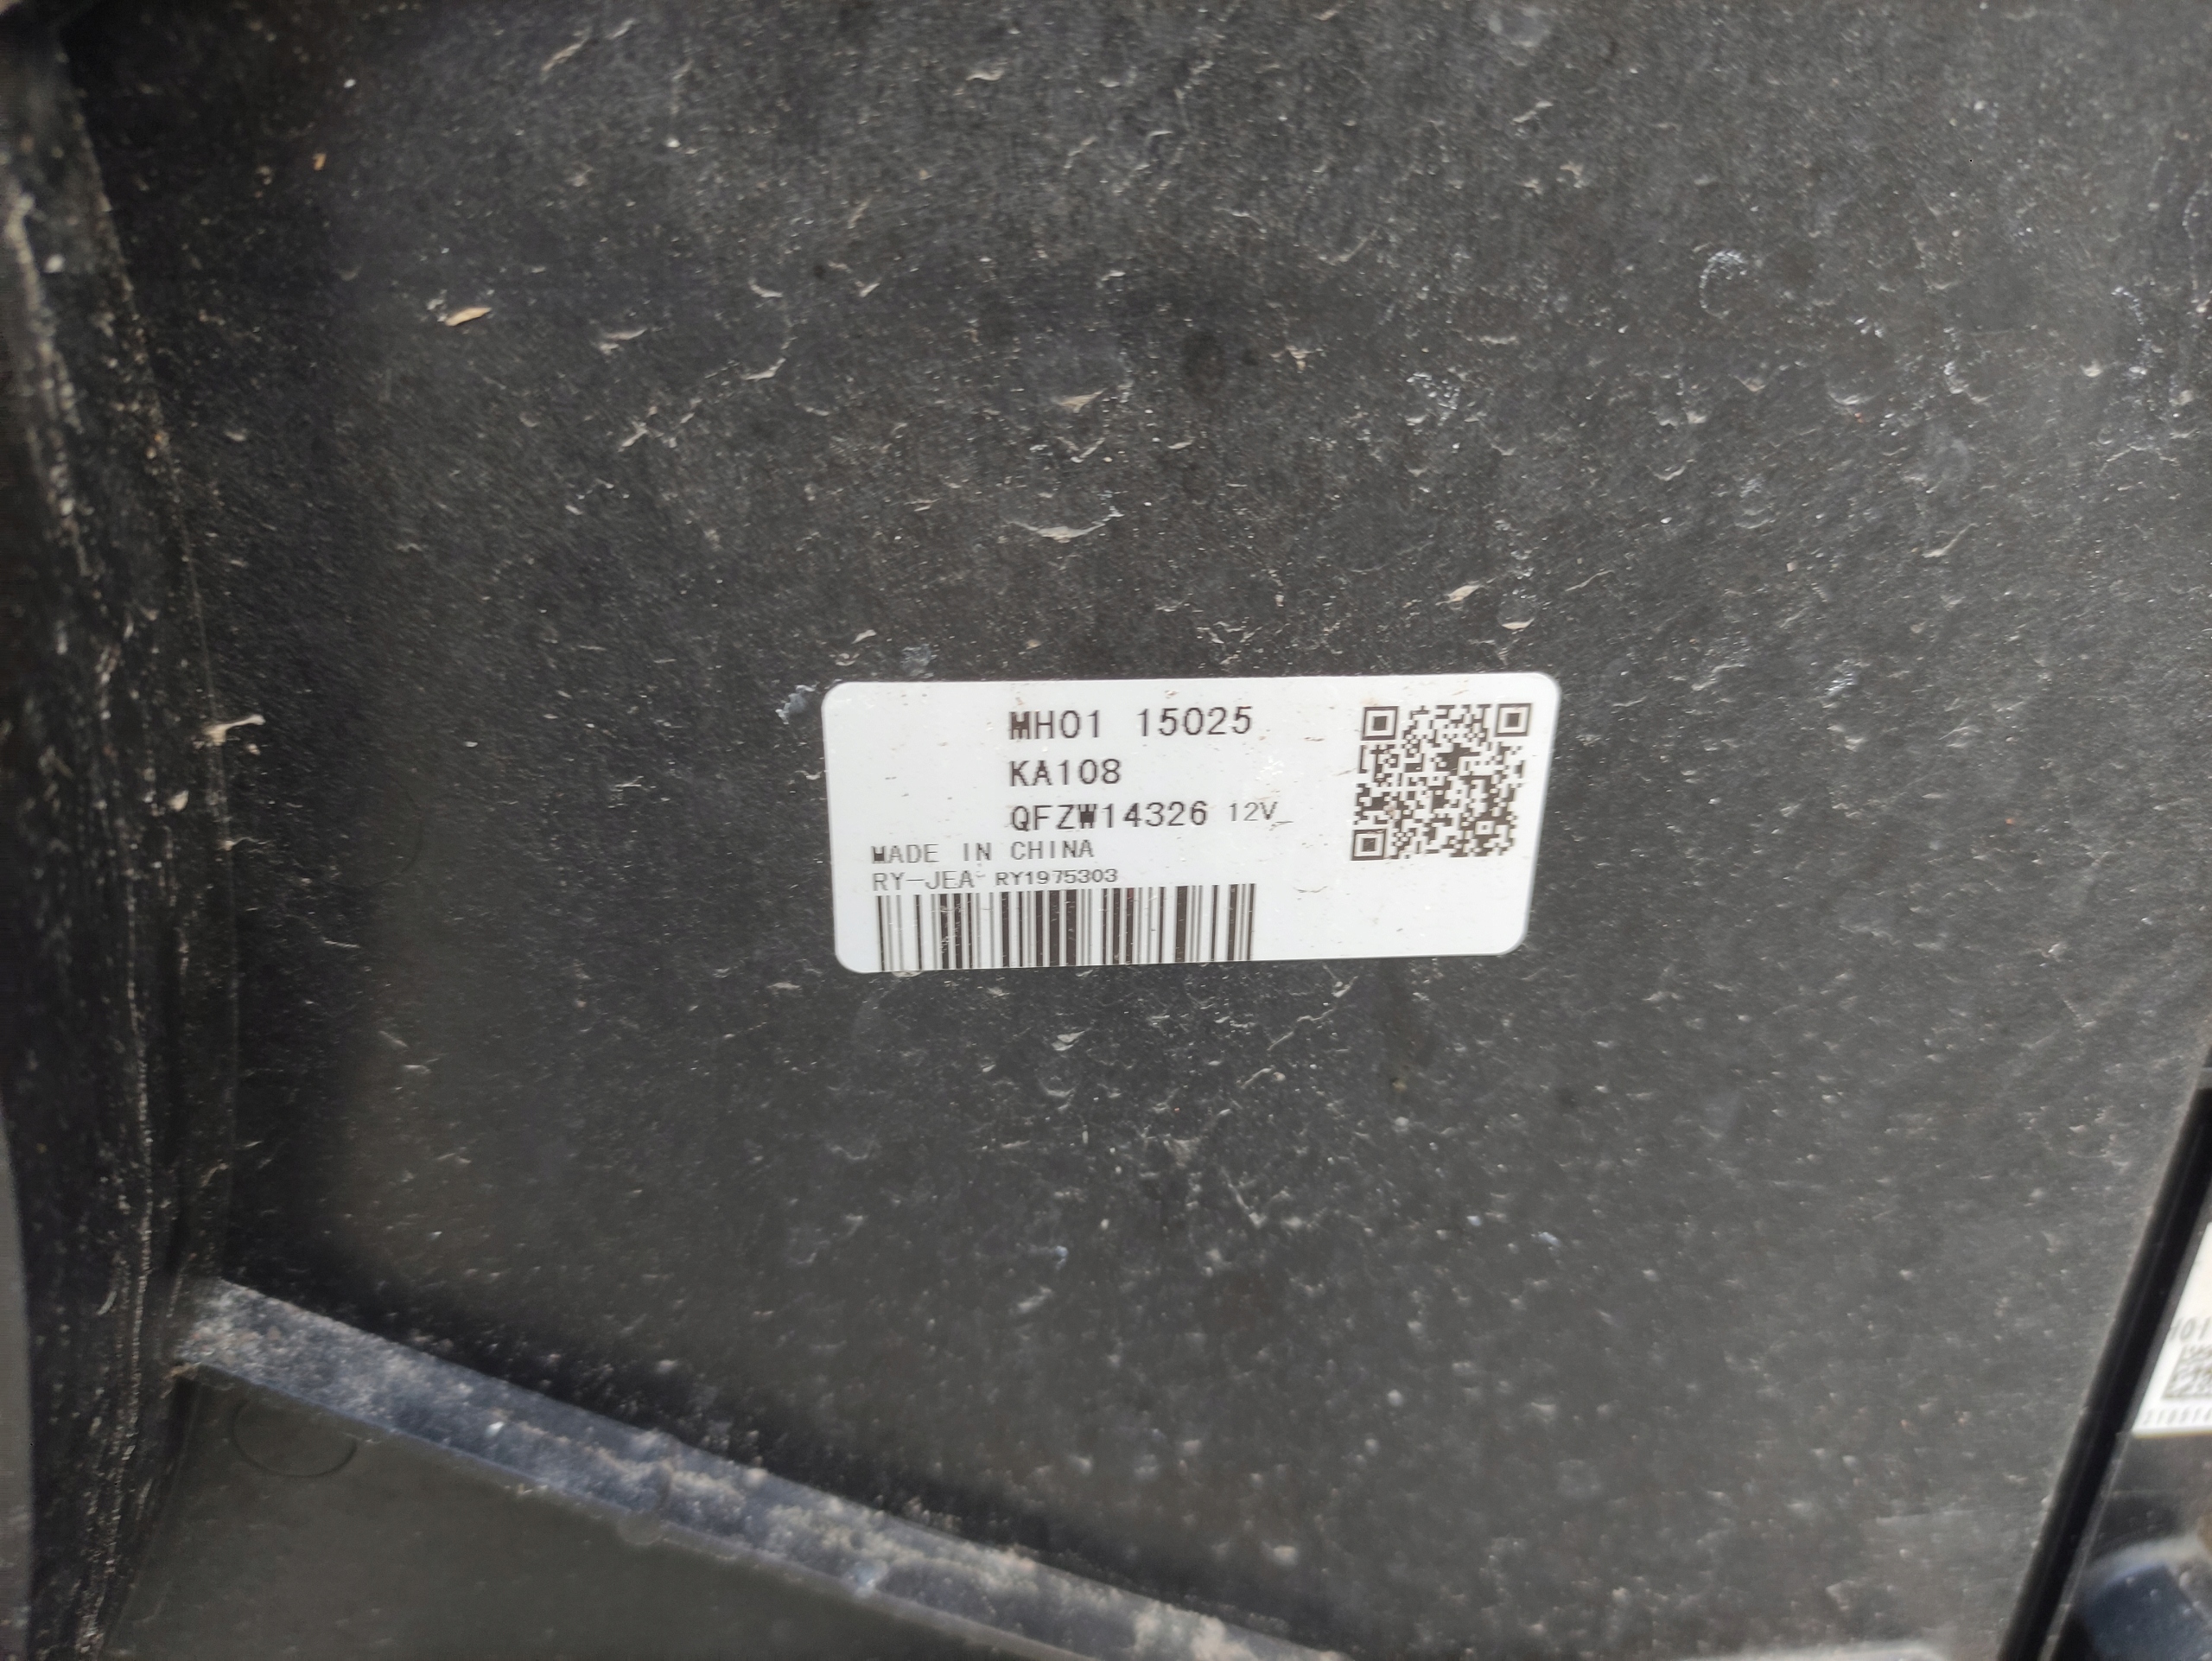 MH01 15025
KA108
QFZW14326 12V
MADE IN CHINA
RY-JEA RY1975303